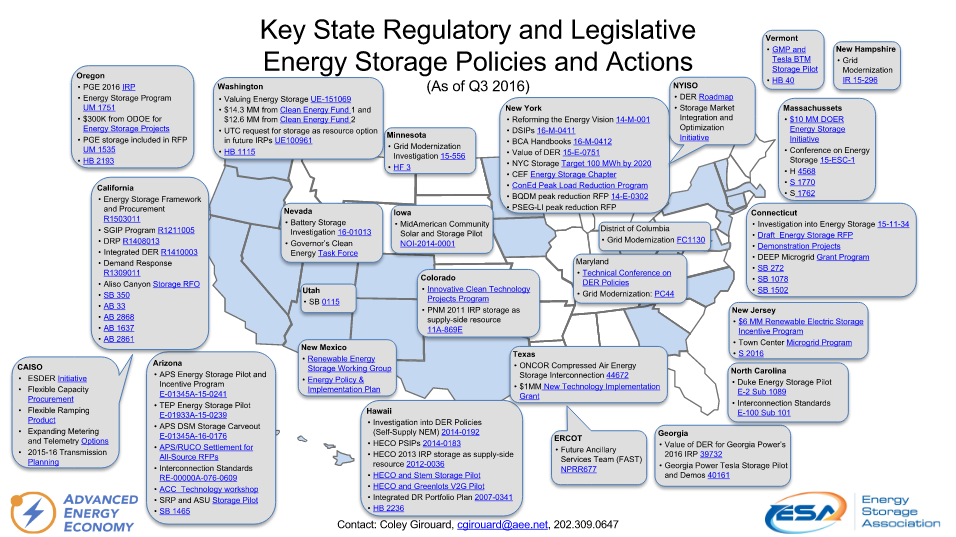 Key State Regulatory and Legislative
Energy Storage Policies and Actions
(As of Q3 2016)
Oregon
• PGE 2016 IRP
• Energy Storage Program
UM 1751
• $300K from ODOE for
Energy Storage Projects
• PGE storage included in RFP
UM 1535
• HB 2193
Washington
• Valuing Energy Storage UE-151069
• $14.3 MM from Clean Energy Fund 1 and
$12.6 MM from Clean Energy Fund 2
• UTC request for storage as resource option
in future IRPs UE100961
• HB 1115
Minnesota
• Grid Modernization
Investigation 15-556
• HF 3
New York
• Reforming the Energy Vision 14-M-001
• DSIPs 16-M-0411
• BCA Handbooks 16-M-0412
• Value of DER 15-E-0751
• NYC Storage Target 100 MWh by 2020
• CEF Energy Storage Chapter
• ConEd Peak Load Reduction Program
• BQDM peak reduction RFP 14-E-0302
• PSEG-LI peak reduction RFP
NYISO
• DER Roadmap
• Storage Market
Integration and
Optimization
Initiative
Vermont
• GMP and
Tesla BTM
Storage Pilot
• HB 40
New Hampshire
• Grid
Modernization
IR 15-296
Massachussets
• $10 MM DOER
Energy Storage
Initiative
• Conference on Energy
Storage 15-ESC-1
• H 4568
• S 1770
• S 1762
California
• Energy Storage Framework
and Procurement
R1503011
• SGIP Program R1211005
• DRP R1408013
• Integrated DER R1410003
• Demand Response
R1309011
• Aliso Canyon Storage RFO
• SB 350
• AB 33
• AB 2868
• AB 1637
• AB 2861
Nevada
• Battery Storage
Investigation 16-01013
• Governor's Clean
Energy Task Force
Iowa
• MidAmerican Community
Solar and Storage Pilot
NOI-2014-0001
District of Columbia
• Grid Modernization FC1130
Connecticut
• Investigation into Energy Storage 15-11-34
• Draft Energy Storage RFP
• Demonstration Projects
• DEEP Microgrid Grant Program
• SB 272
• SB 1078
• SB 1502
Utah
• SB 0115
Colorado
• Innovative Clean Technology
Projects Program
• PNM 2011 IRP storage as
supply-side resource
11A-869E
Maryland
• Technical Conference on
DER Policies
• Grid Modernization: PC44
New Jersey
• $6 MM Renewable Electric Storage
Incentive Program
• Town Center Microgrid Program
• S 2016
New Mexico
• Renewable Energy
Storage Working Group
• Energy Policy &
Implementation Plan
Texas
• ONCOR Compressed Air Energy
Storage Interconnection 44672
• $1MM New Technology Implementation
Grant
North Carolina
• Duke Energy Storage Pilot
E-2 Sub 1089
• Interconnection Standards
E-100 Sub 101
CAISO
• ESDER Initiative
• Flexible Capacity
Procurement
• Flexible Ramping
Product
• Expanding Metering
and Telemetry Options
• 2015-16 Transmission
Planning
Arizona
• APS Energy Storage Pilot and
Incentive Program
E-01345A-15-0241
• TEP Energy Storage Pilot
E-01933A-15-0239
• APS DSM Storage Carveout
E-01345A-16-0176
• APS/RUCO Settlement for
All-Source RFPs
• Interconnection Standards
RE-00000A-076-0609
• ACC Technology workshop
• SRP and ASU Storage Pilot
• SB 1465
Hawaii
• Investigation into DER Policies
(Self-Supply NEM) 2014-0192
• HECO PSIPs 2014-0183
• HECO 2013 IRP storage as supply-side
resource 2012-0036
• HECO and Stem Storage Pilot
• HECO and Greenlots V2G Pilot
• Integrated DR Portfolio Plan 2007-0341
• HB 2236
ERCOT
• Future Ancillary
Services Team (FAST)
NPRR677
Georgia
• Value of DER for Georgia Power's
2016 IRP 39732
• Georgia Power Tesla Storage Pilot
and Demos 40161
ADVANCED
ENERGY
ECONOMY
Contact: Coley Girouard, cgirouard@aee.net, 202.309.0647
ESA
Energy
Storage
Association